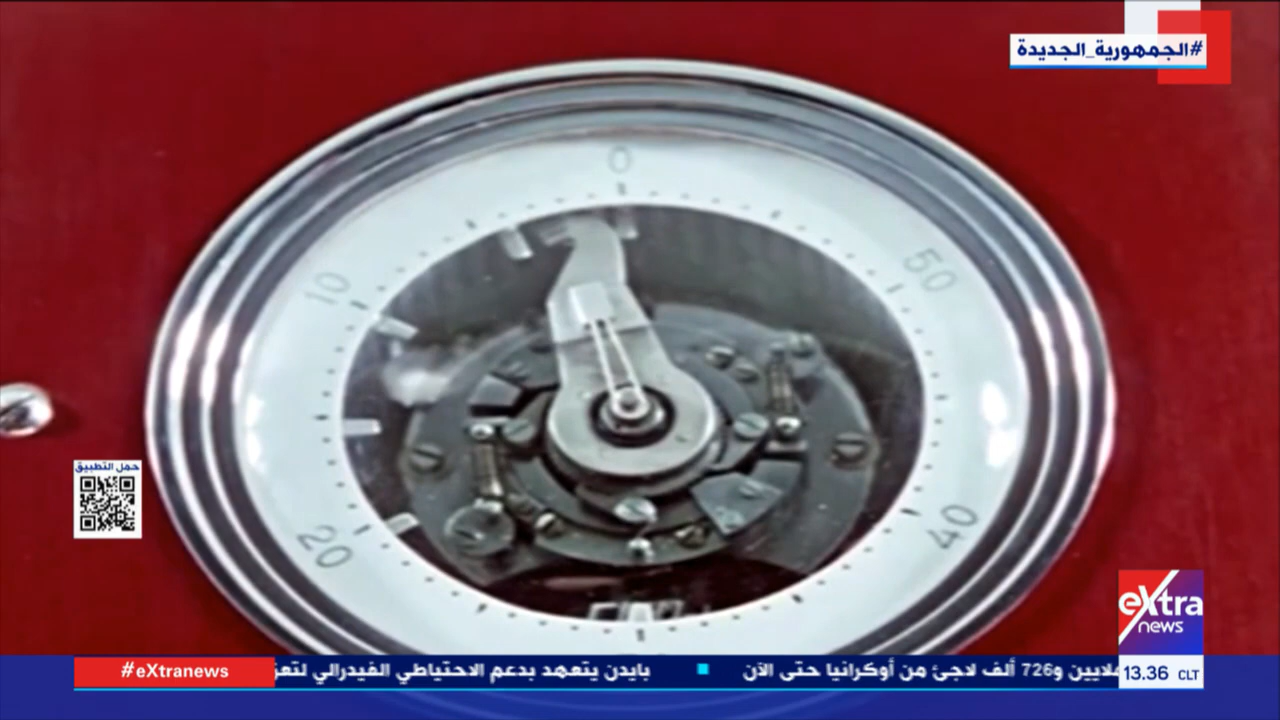 #الجمهورية_الجديدة
0
10
50
20
40
حمل التطبيق
eXtra
news
#eXtranews
ملايين و726 ألف لاجئ من أوكرانيا حتى الآن ■ بايدن يتعهد بدعم الاحتياطي الفيدرالي
13.36 CLT